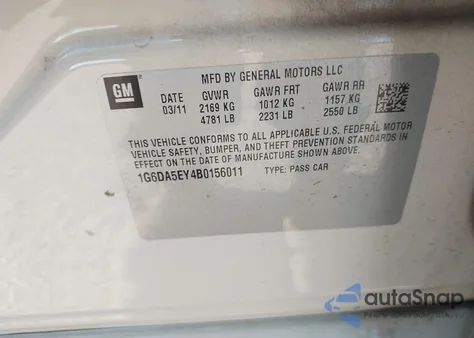 GM
MFD BY GENERAL MOTORS LLC
DATE GVWR GAWR FRT GAWR RR
03/11 2169 KG 1012 KG 1157 KG
4781 LB 2231 LB 2550 LB
THIS VEHICLE CONFORMS TO ALL APPLICABLE U.S. FEDERAL MOTOR
VEHICLE SAFETY, BUMPER, AND THEFT PREVENTION STANDARDS IN
EFFECT ON THE DATE OF MANUFACTURE SHOWN ABOVE.
1G6DA5EY4B0156011 TYPE: PASS CAR
autoSnap